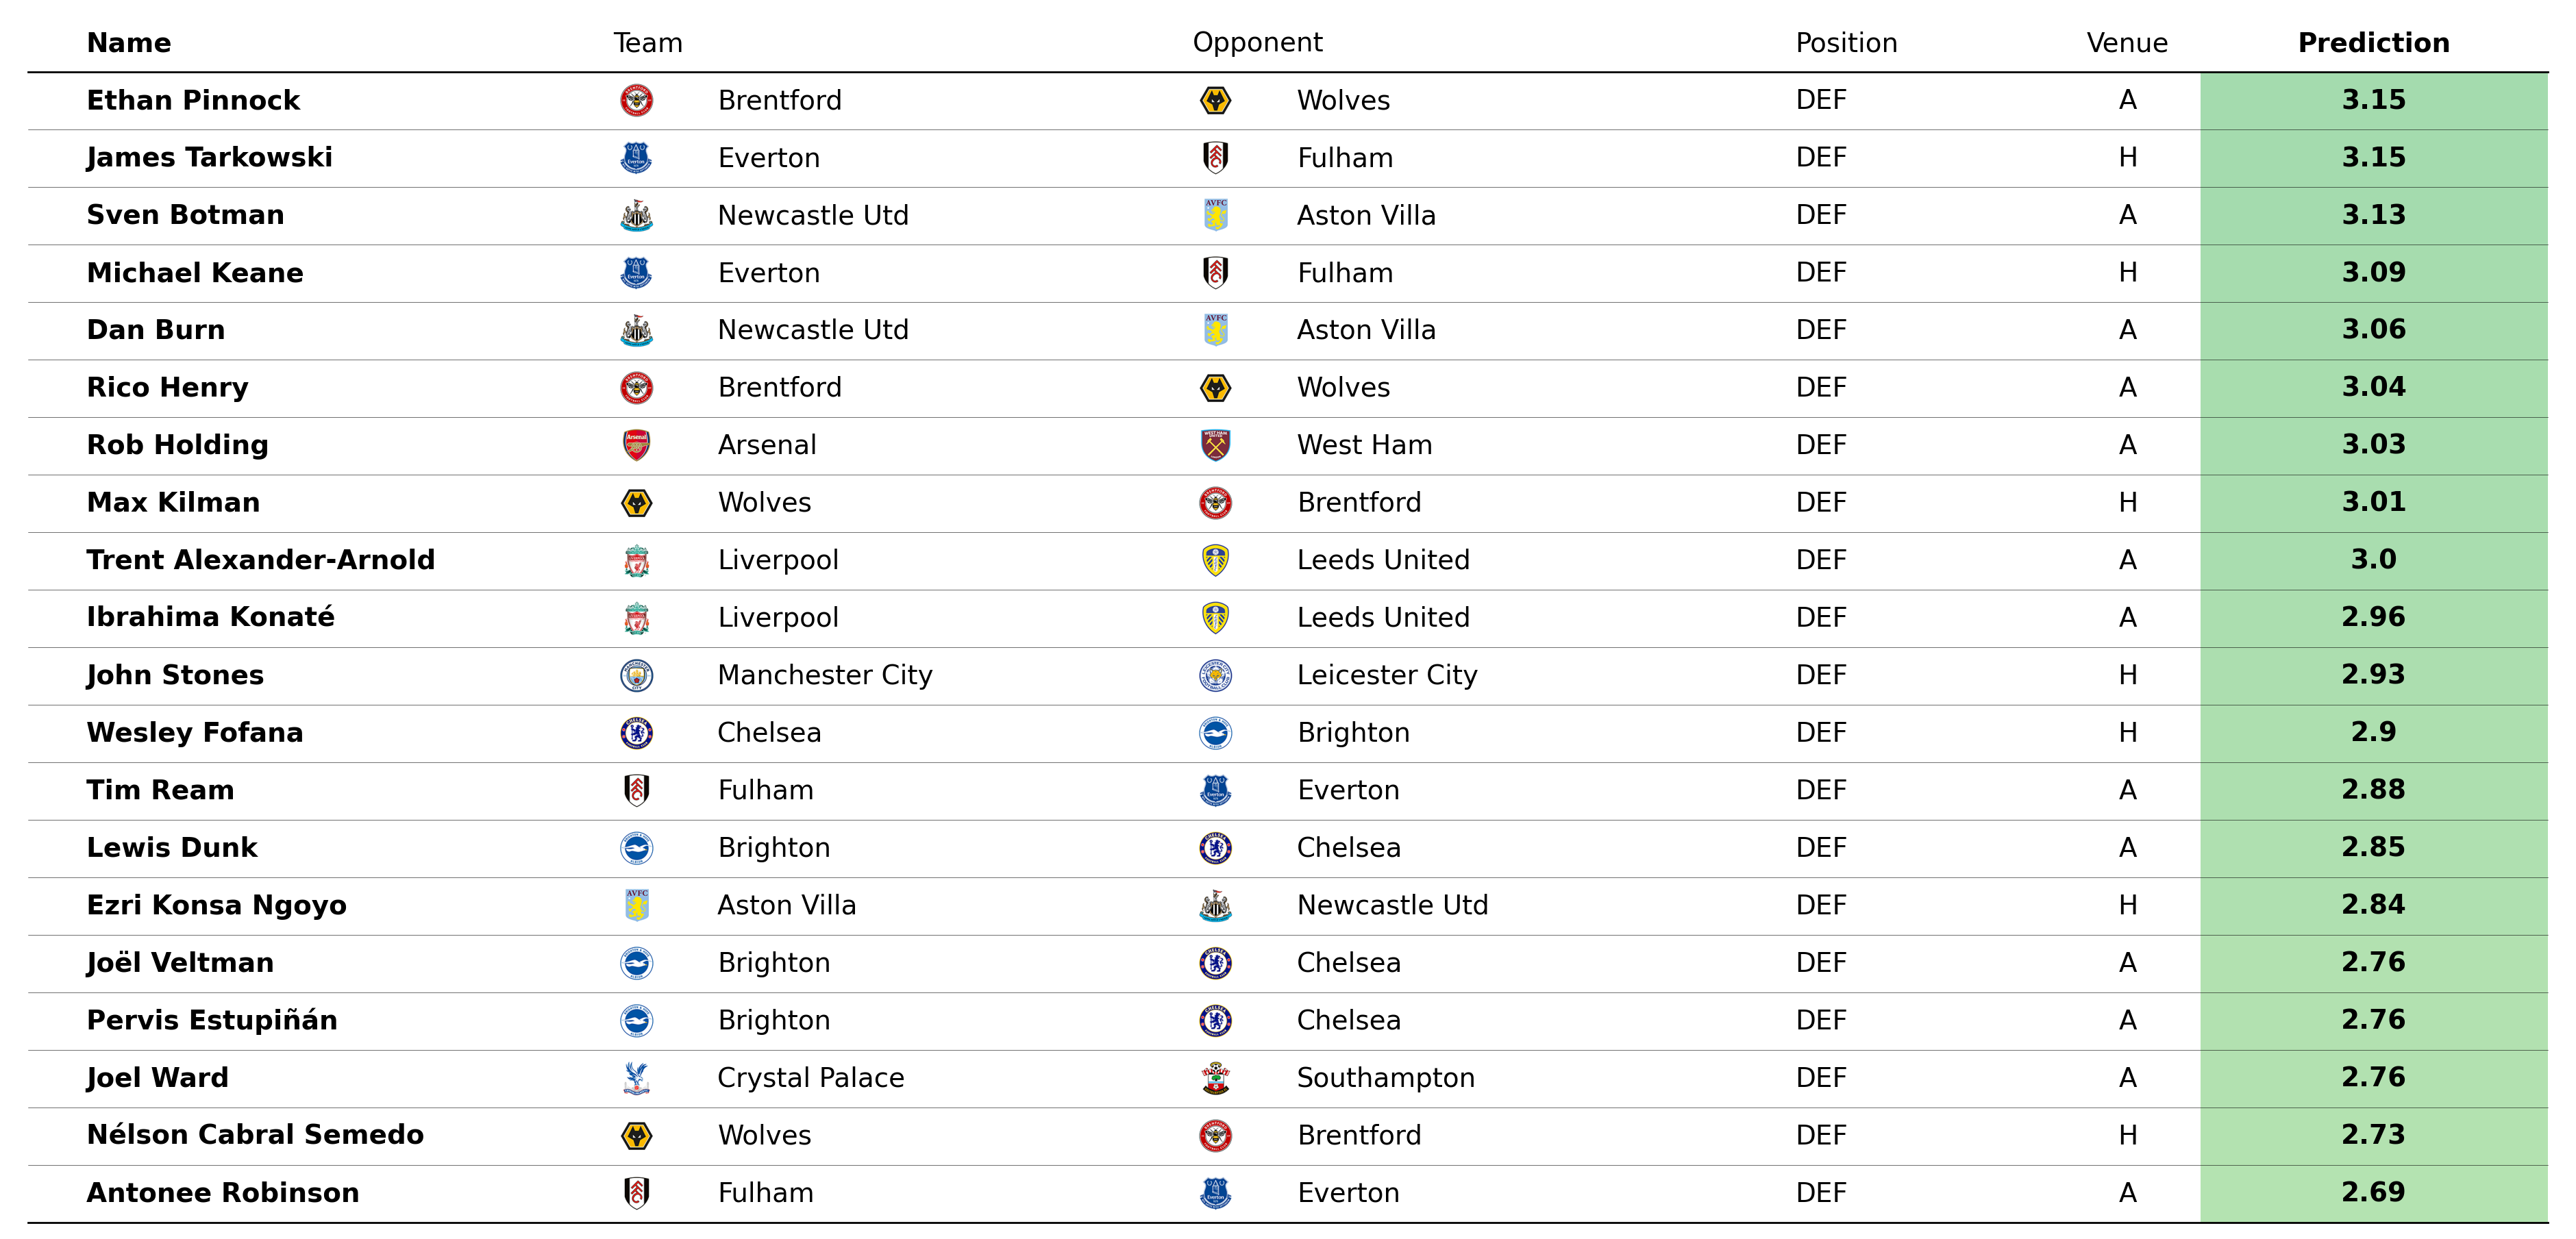 Name Team Opponent Position Venue Prediction
Ethan Pinnock Brentford Wolves DEF A 3.15
James Tarkowski Everton Fulham DEF H 3.15
Sven Botman Newcastle Utd Aston Villa DEF A 3.13
Michael Keane Everton Fulham DEF H 3.09
Dan Burn Newcastle Utd Aston Villa DEF A 3.06
Rico Henry Brentford Wolves DEF A 3.04
Rob Holding Arsenal West Ham DEF A 3.03
Max Kilman Wolves Brentford DEF H 3.01
Trent Alexander-Arnold Liverpool Leeds United DEF A 3.0
Ibrahima Konaté Liverpool Leeds United DEF A 2.96
John Stones Manchester City Leicester City DEF H 2.93
Wesley Fofana Chelsea Brighton DEF H 2.9
Tim Ream Fulham Everton DEF A 2.88
Lewis Dunk Brighton Chelsea DEF A 2.85
Ezri Konsa Ngoyo Aston Villa Newcastle Utd DEF H 2.84
Joël Veltman Brighton Chelsea DEF A 2.76
Pervis Estupiñán Brighton Chelsea DEF A 2.76
Joel Ward Crystal Palace Southampton DEF A 2.76
Nélson Cabral Semedo Wolves Brentford DEF H 2.73
Antonee Robinson Fulham Everton DEF A 2.69